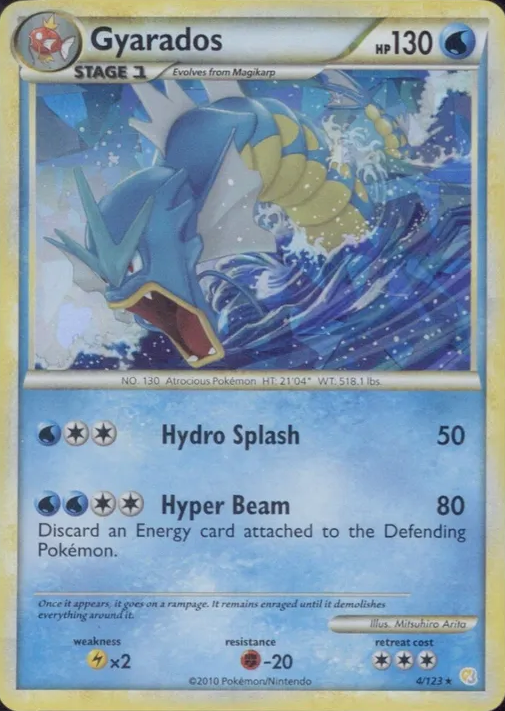 Gyarados
HP 130
STAGE 1
Evolves from Magikarp
NO. 130 Atrocious Pokémon HT: 21'04" WT: 518.1 lbs.
Hydro Splash 50
Hyper Beam 80
Discard an Energy card attached to the Defending
Pokémon.
Once it appears, it goes on a rampage. It remains enraged until it demolishes
everything around it.
Illus. Mitsuhiro Arita
weakness resistance retreat cost
×2 -20
©2010 Pokémon/Nintendo 4/123 ★